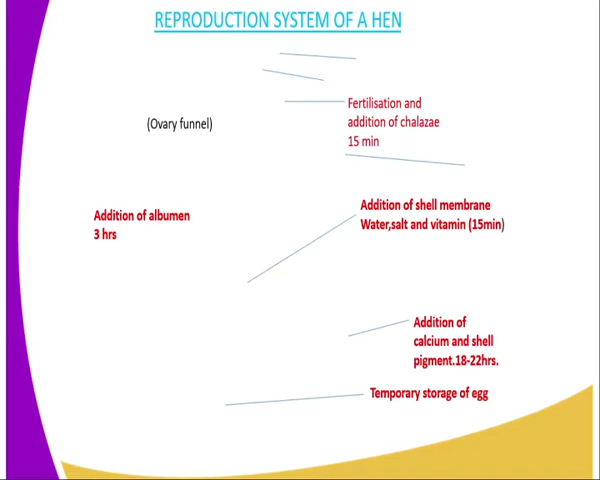 REPRODUCTION SYSTEM OF A HEN
Fertilisation and
addition of chalazae
15 min
(Ovary funnel)
Addition of albumen
3 hrs
Addition of shell membrane
Water,salt and vitamin (15min)
Addition of
calcium and shell
pigment.18-22hrs.
Temporary storage of egg